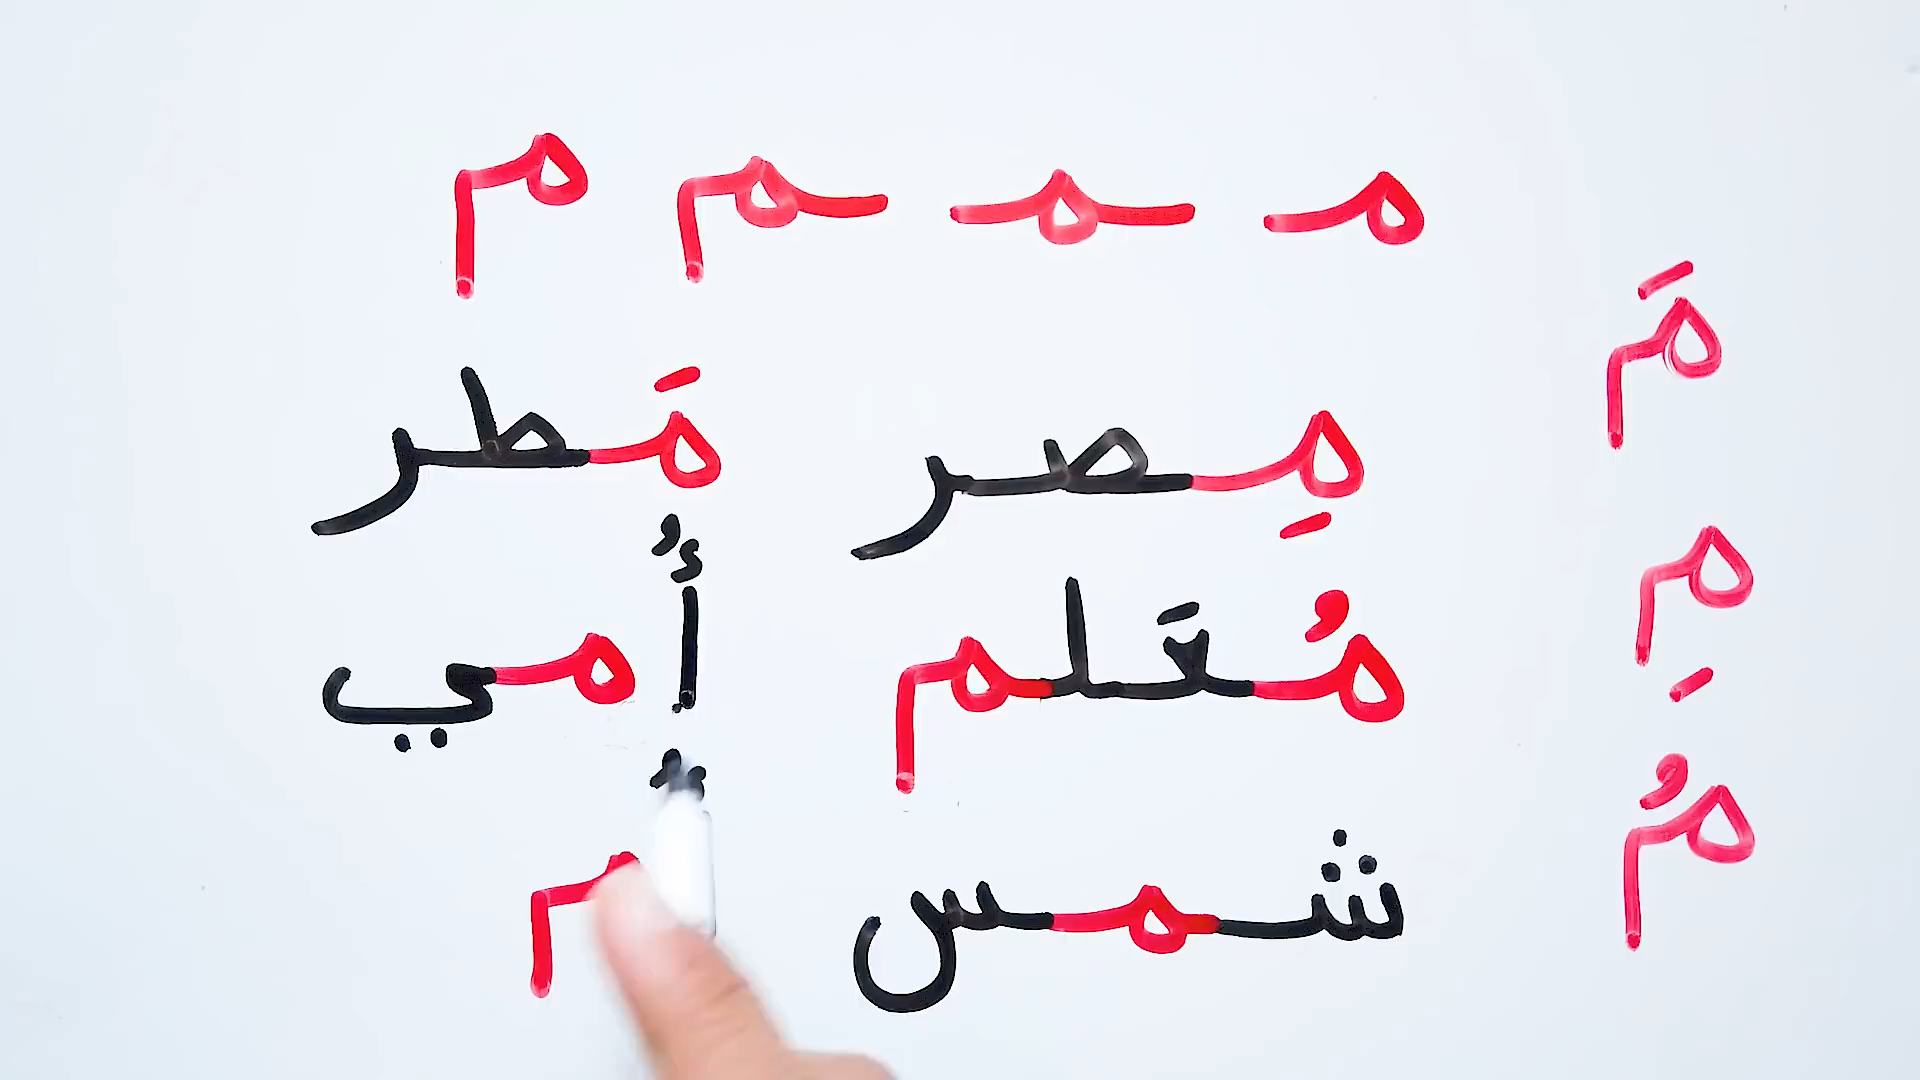 مـ ـمـ ـم م
مَ
مِصر مَطر
مِ
مُعَلم أُمي
مُ
شمس أُم